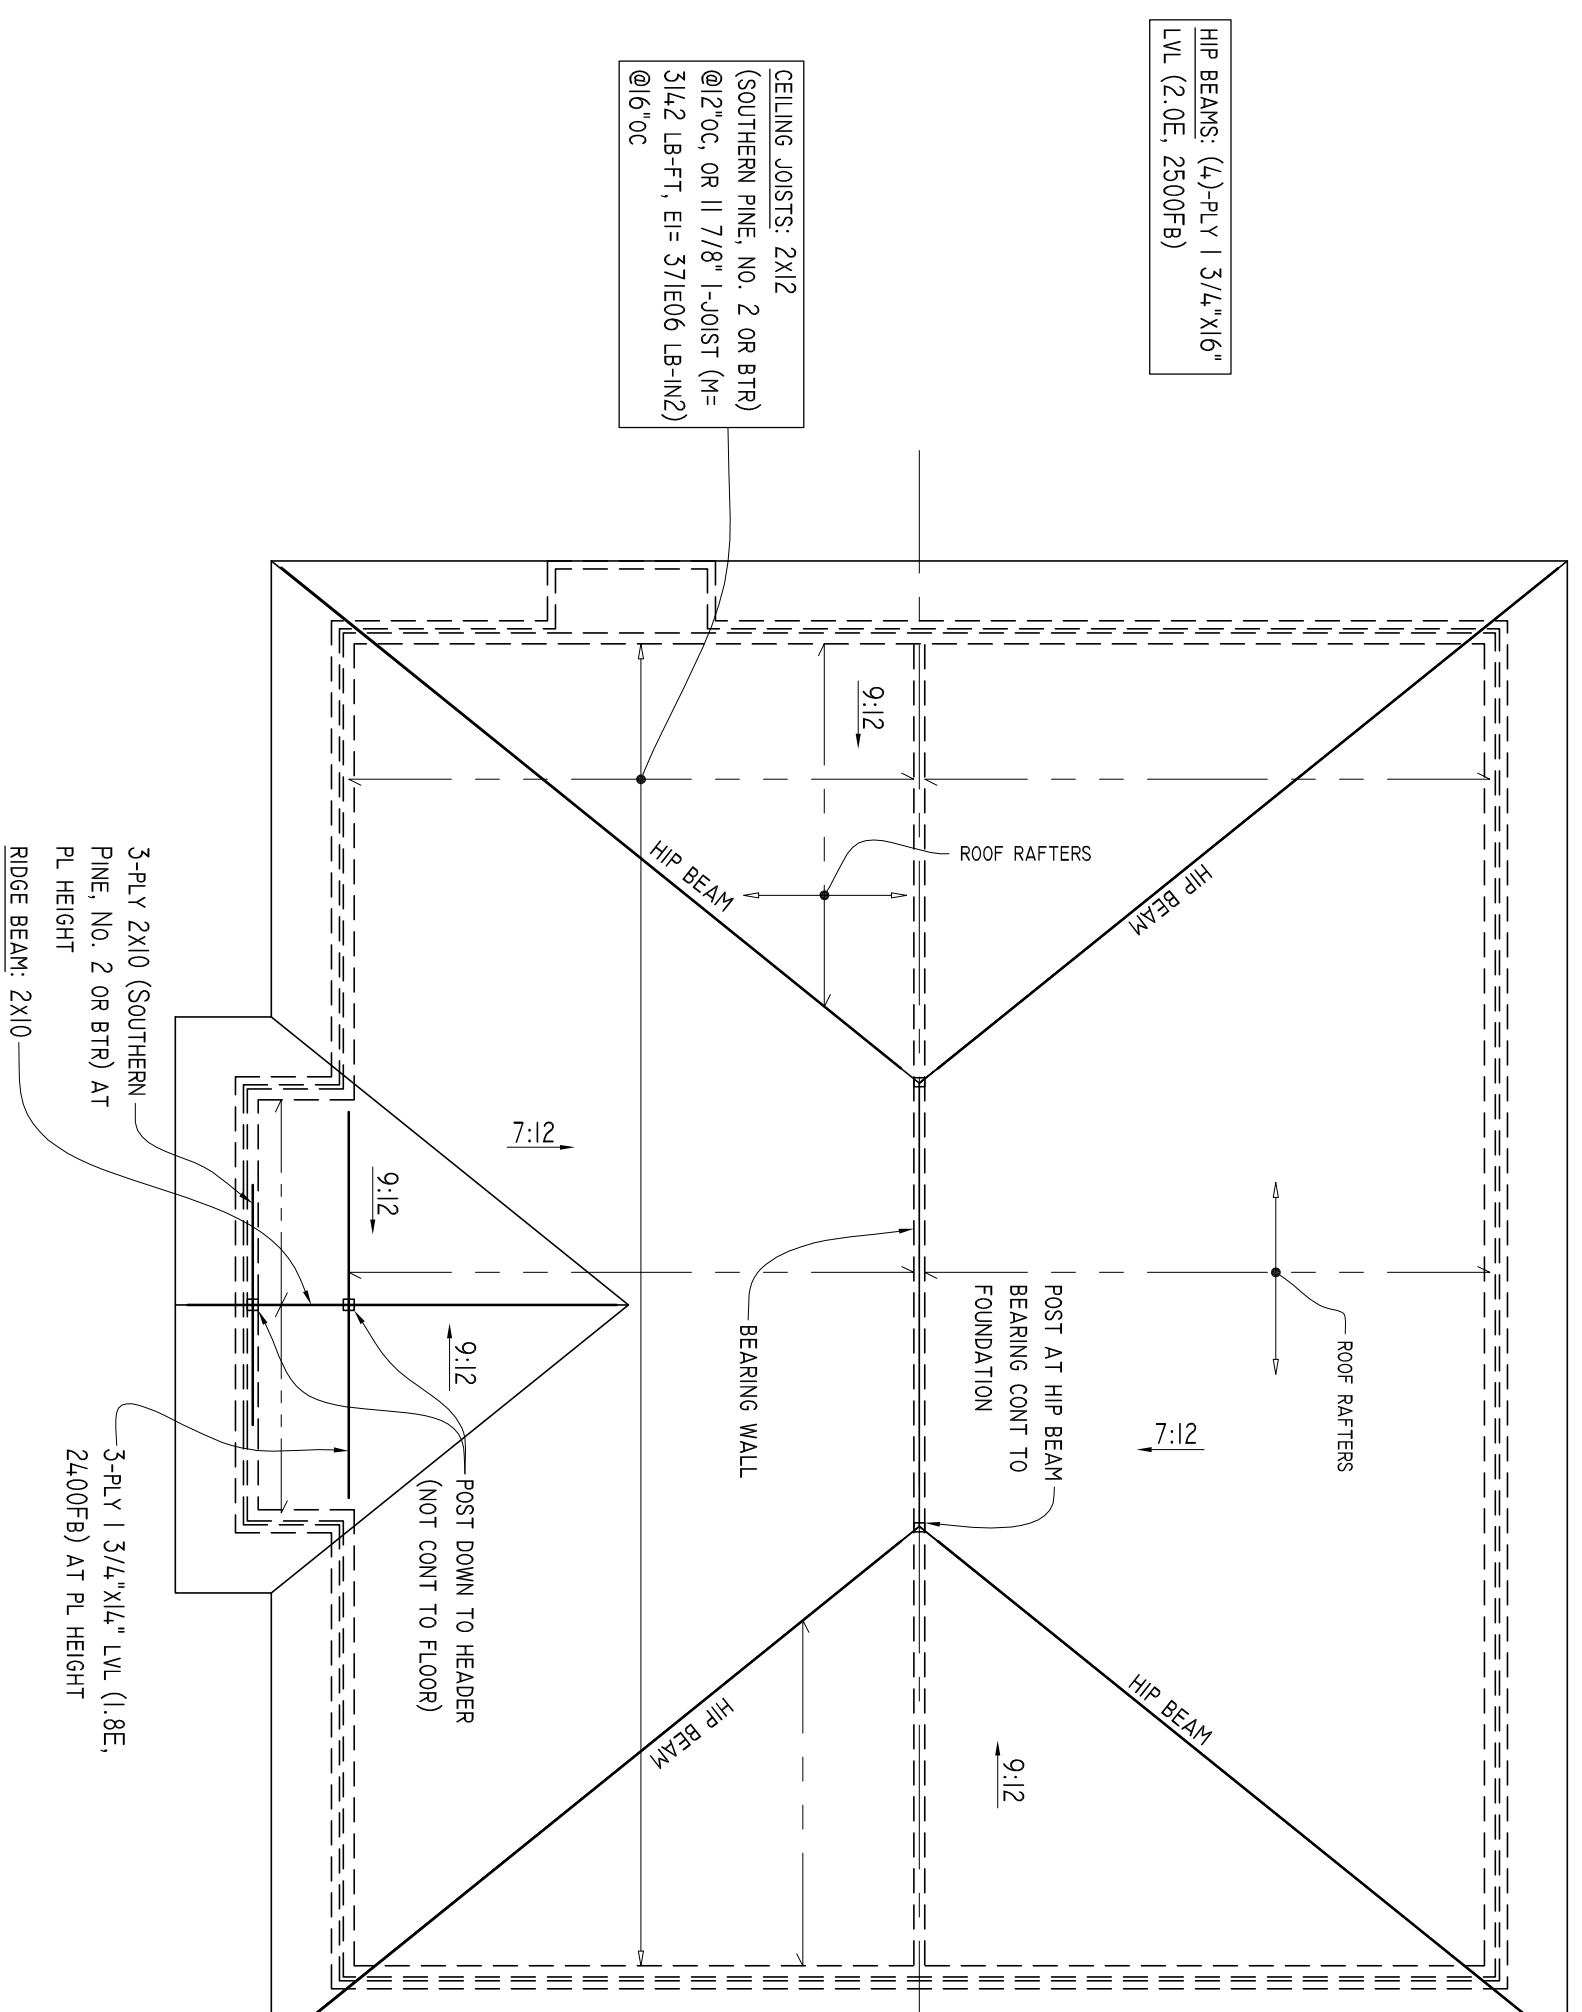 HIP BEAMS: (4)-PLY 1 3/4"x16"
LVL (2.0E, 2500FB)
CEILING JOISTS: 2x12
(SOUTHERN PINE, NO. 2 OR BTR)
@12"OC, OR 11 7/8" I-JOIST (M=
3142 LB-FT, EI= 371E06 LB-IN2)
@16"OC
HIP BEAM
HIP BEAM
ROOF RAFTERS
9:12
7:12
9:12
9:12
ROOF RAFTERS
7:12
POST AT HIP BEAM
BEARING CONT TO
FOUNDATION
BEARING WALL
HIP BEAM
HIP BEAM
9:12
POST DOWN TO HEADER
(NOT CONT TO FLOOR)
3-PLY 2x10 (SOUTHERN
PINE, No. 2 OR BTR) AT
PL HEIGHT
RIDGE BEAM: 2x10
3-PLY 1 3/4"x14" LVL (1.8E,
2400FB) AT PL HEIGHT